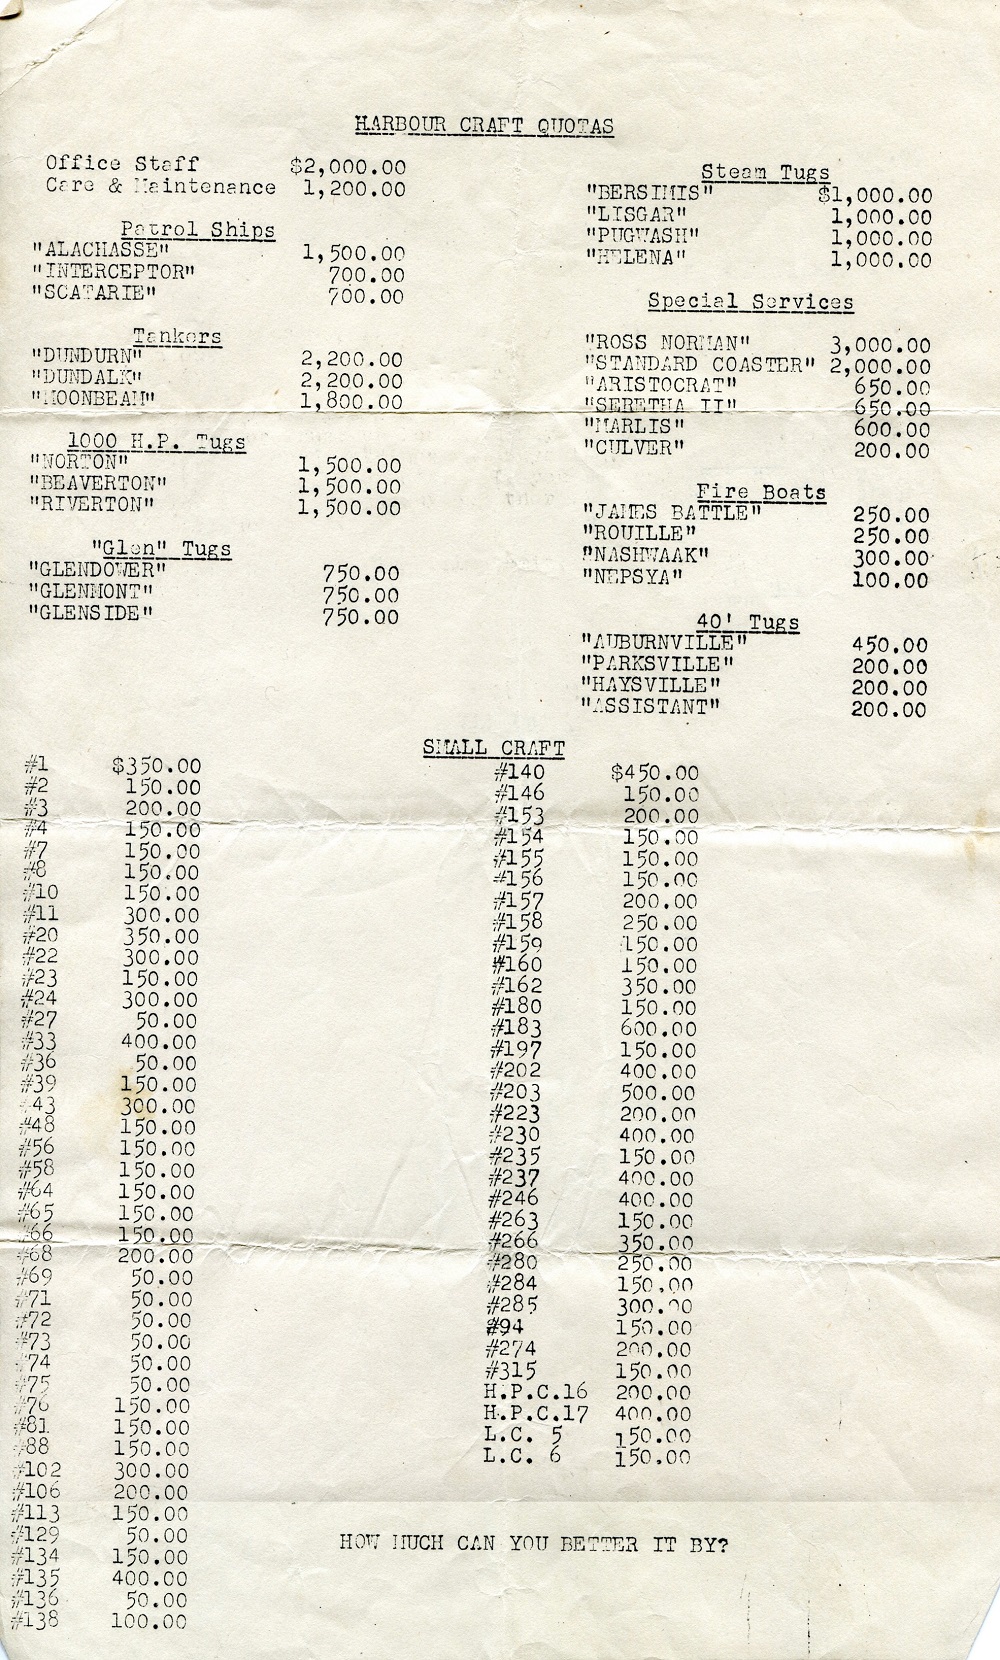 HARBOUR CRAFT QUOTAS
Office Staff $2,000.00
Care & Maintenance 1,200.00
Patrol Ships
"ALACHASSE" 1,500.00
"INTERCEPTOR" 700.00
"SCATARIE" 700.00
Tankers
"DUNDURN" 2,200.00
"DUNDALK" 2,200.00
"MOONBEAM" 1,800.00
1000 H.P. Tugs
"NORTON" 1,500.00
"BEAVERTON" 1,500.00
"RIVERTON" 1,500.00
"Glen" Tugs
"GLENDOWER" 750.00
"GLENMONT" 750.00
"GLENSIDE" 750.00
Steam Tugs
"BERSIMIS" $1,000.00
"LISGAR" 1,000.00
"PUGWASH" 1,000.00
"HELENA" 1,000.00
Special Services
"ROSS NORMAN" 3,000.00
"STANDARD COASTER" 2,000.00
"ARISTOCRAT" 650.00
"SERETHA II" 650.00
"MARLIS" 600.00
"CULVER" 200.00
Fire Boats
"JAMES BATTLE" 250.00
"ROUILLE" 250.00
"NASHWAAK" 300.00
"NEPSYA" 100.00
40' Tugs
"AUBURNVILLE" 450.00
"PARKSVILLE" 200.00
"HAYSVILLE" 200.00
"ASSISTANT" 200.00
SMALL CRAFT
#1 $350.00
#2 150.00
#3 200.00
#4 150.00
#7 150.00
#8 150.00
#10 150.00
#11 300.00
#20 350.00
#22 300.00
#23 150.00
#24 300.00
#27 50.00
#33 400.00
#36 50.00
#39 150.00
#43 300.00
#48 150.00
#56 150.00
#58 150.00
#64 150.00
#65 150.00
#66 150.00
#68 200.00
#69 50.00
#71 50.00
#72 50.00
#73 50.00
#74 50.00
#75 50.00
#76 150.00
#81 150.00
#88 150.00
#102 300.00
#106 200.00
#113 150.00
#129 50.00
#134 150.00
#135 400.00
#136 50.00
#138 100.00
#140 $450.00
#146 150.00
#153 200.00
#154 150.00
#155 150.00
#156 150.00
#157 200.00
#158 250.00
#159 150.00
#160 150.00
#162 350.00
#180 150.00
#183 600.00
#197 150.00
#202 400.00
#203 500.00
#223 200.00
#230 400.00
#235 150.00
#237 400.00
#246 400.00
#263 150.00
#266 350.00
#280 250.00
#284 150.00
#285 300.00
#94 150.00
#274 200.00
#315 150.00
H.P.C.16 200.00
H.P.C.17 400.00
L.C. 5 150.00
L.C. 6 150.00
HOW MUCH CAN YOU BETTER IT BY?